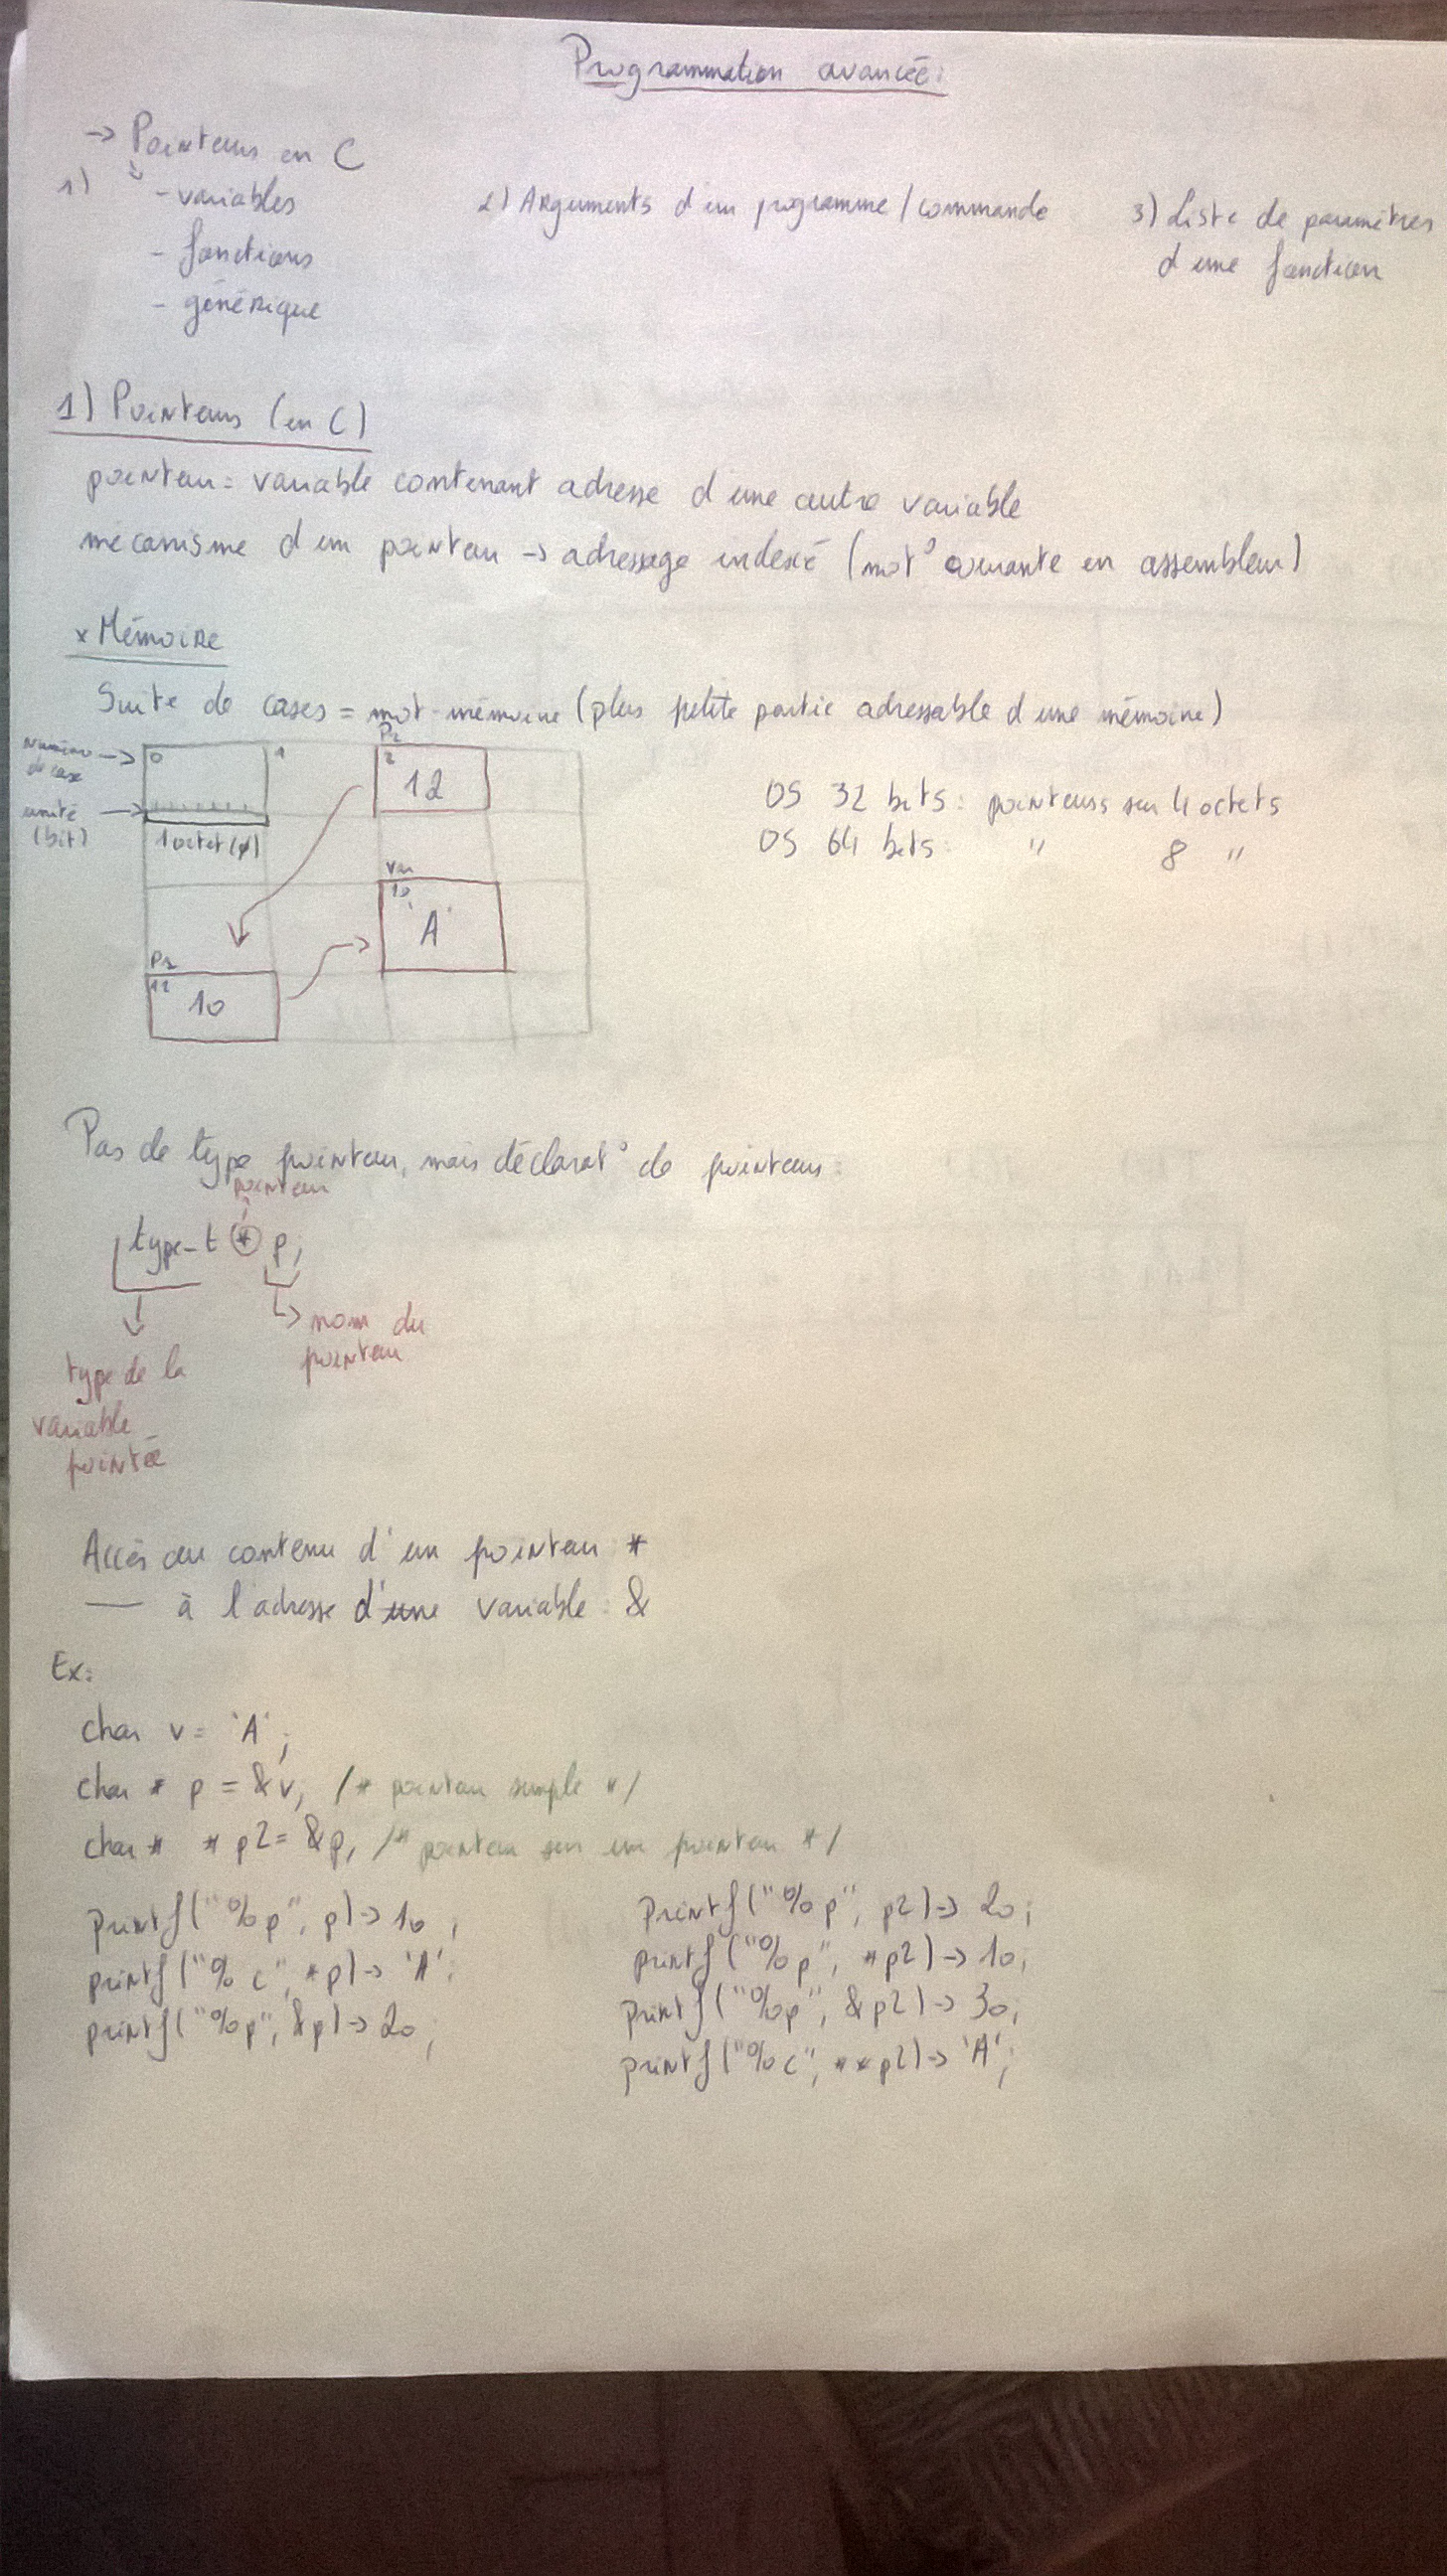 Programmation avancée:
→ Pointeurs en C
1) - variables
- fonctions
- générique
2) Arguments d'un programme / commande
3) Liste de paramètres
d'une fonction
1) Pointeurs (en C)
pointeur = variable contenant adresse d'une autre variable
mécanisme d'un pointeur → adressage indexé (not° courante en assembleur)
* Mémoire
Suite de cases = mot-mémoire (plus petite partie adressable d'une mémoire)
Numéro
de case
→ 0
1
P2
2
12
unité
(bit)
→
1 octet
OS 32 bits : pointeurs sur 4 octets
OS 64 bits : " 8 "
Var
10
'A'
P1
12
10
Pas de type pointeur, mais déclarat° de pointeurs :
pointeur
type-t * p;
nom du
pointeur
type de la
variable
pointée
Accès au contenu d'un pointeur *
— à l'adresse d'une variable : &
Ex:
char v = 'A';
char * p = &v; /* pointeur simple */
char * * p2 = &p; /* pointeur sur un pointeur */
printf("%p", p) → 10;
printf("%c", *p) → 'A';
printf("%p", &p) → 20;
printf("%p", p2) → 20;
printf("%p", *p2) → 10;
printf("%p", &p2) → 30;
printf("%c", **p2) → 'A';